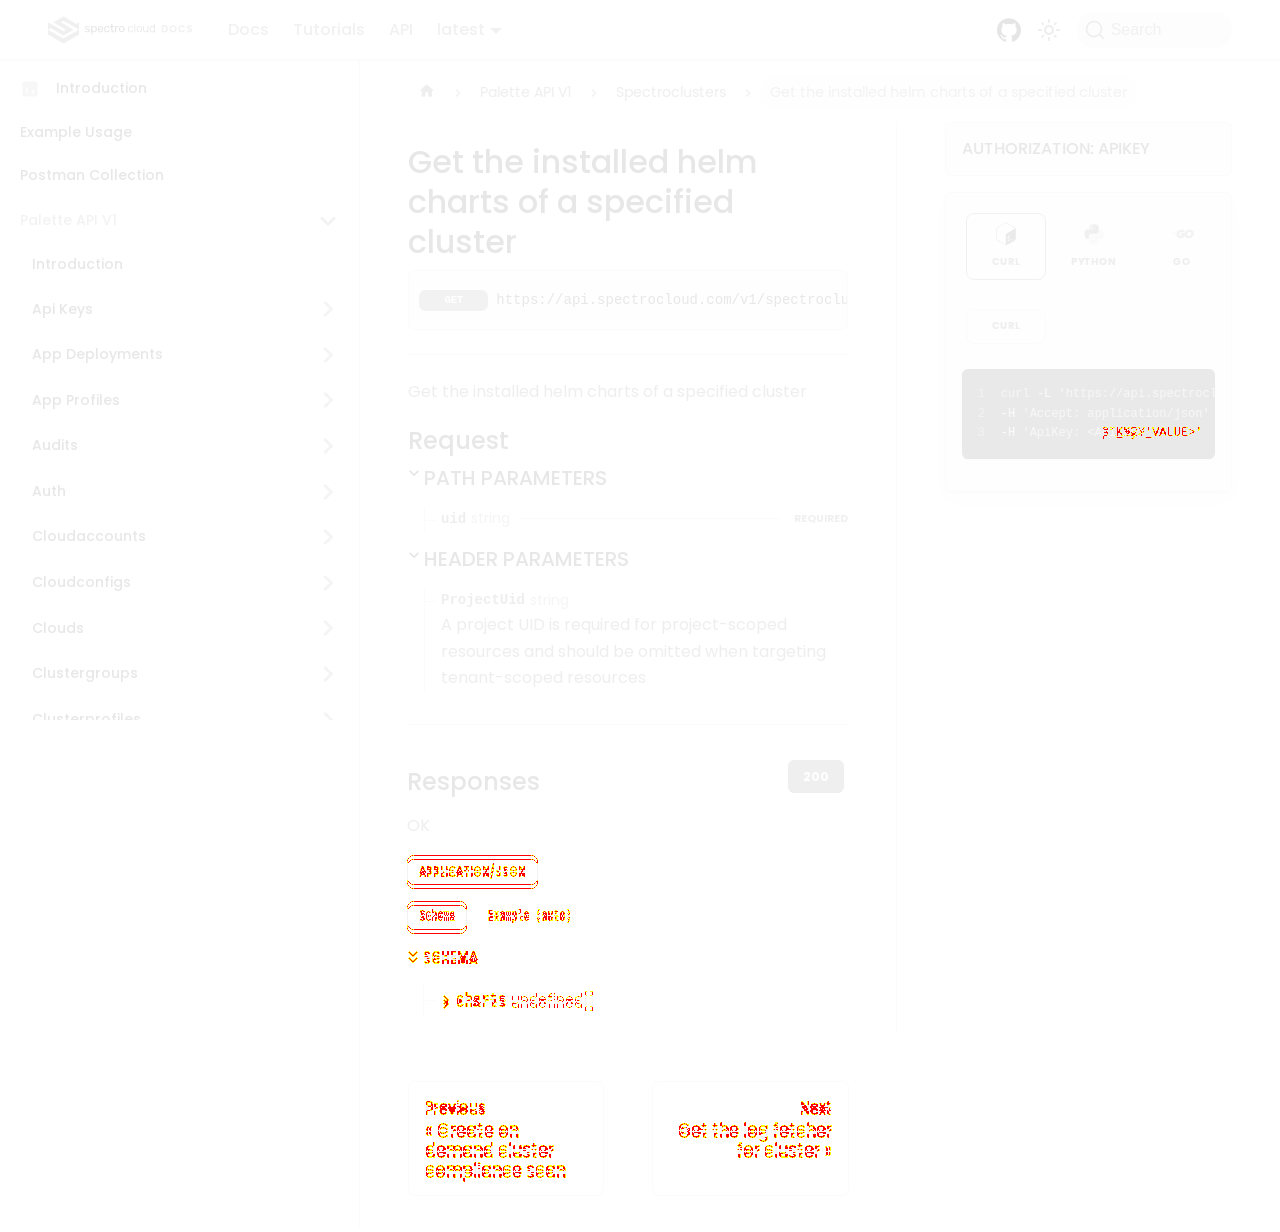 spectro cloud DOCS
Docs
Tutorials
API
latest
Search
Introduction
Example Usage
Postman Collection
Palette API V1
Introduction
Api Keys
App Deployments
App Profiles
Audits
Auth
Cloudaccounts
Cloudconfigs
Clouds
Clustergroups
Clusterprofiles
Palette API V1
Spectroclusters
Get the installed helm charts of a specified cluster
Get the installed helm
charts of a specified
cluster
GET https://api.spectrocloud.com/v1/spectroclu
Get the installed helm charts of a specified cluster
Request
PATH PARAMETERS
uid string REQUIRED
HEADER PARAMETERS
ProjectUid string
A project UID is required for project-scoped
resources and should be omitted when targeting
tenant-scoped resources
Responses
200
OK
APPLICATION/JSON
Schema Example (auto)
SCHEMA
charts undefined[]
Previous
« Create on
demand cluster
compliance scan
Next
Get the log fetcher
for cluster »
AUTHORIZATION: APIKEY
CURL
PYTHON
GO
GO
CURL
1 curl -L 'https://api.spectrocl
2 -H 'Accept: application/json'
3 -H 'ApiKey: VALUE>'